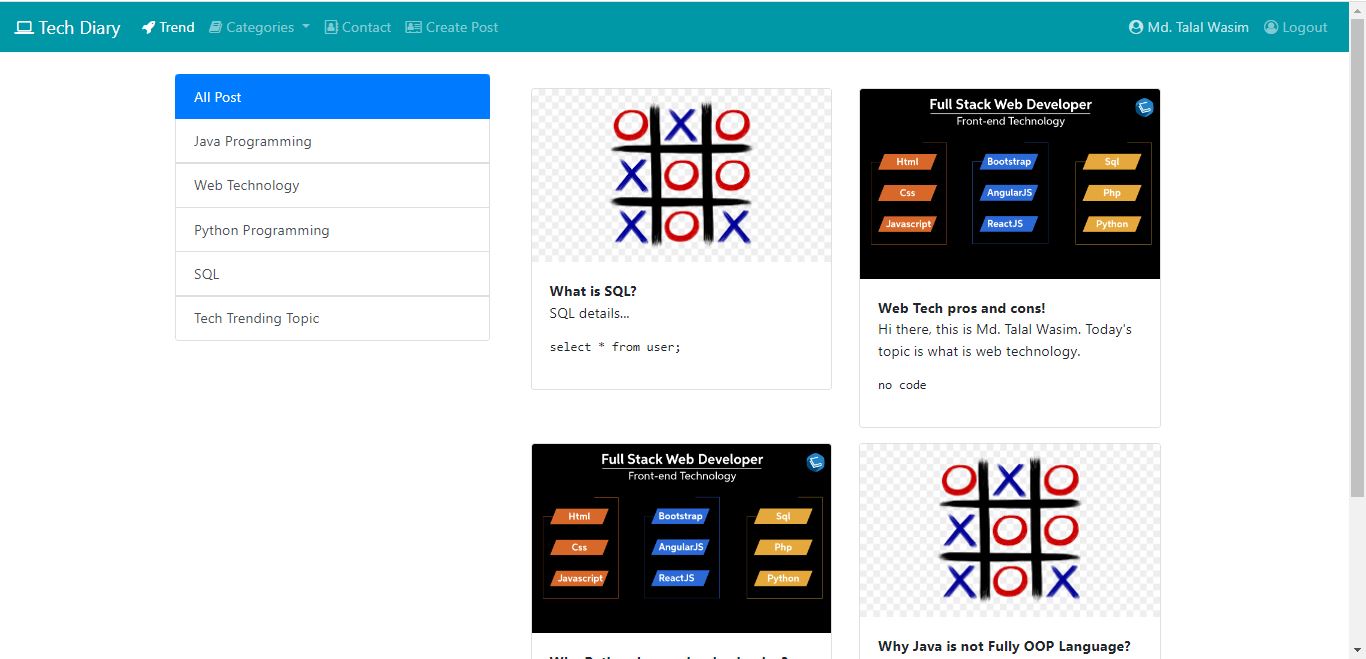 Tech Diary
Trend
Categories
Contact
Create Post
Md. Talal Wasim
Logout
All Post
Java Programming
Web Technology
Python Programming
SQL
Tech Trending Topic
O X O
X O O
X O X
What is SQL?
SQL details...
select * from user;
Full Stack Web Developer
Front-end Technology
Html Bootstrap Sql
Css AngularJS Php
Javascript ReactJS Python
Web Tech pros and cons!
Hi there, this is Md. Talal Wasim. Today's
topic is what is web technology.
no code
Full Stack Web Developer
Front-end Technology
Html Bootstrap Sql
Css AngularJS Php
Javascript ReactJS Python
O X O
X O O
X O X
Why Java is not Fully OOP Language?